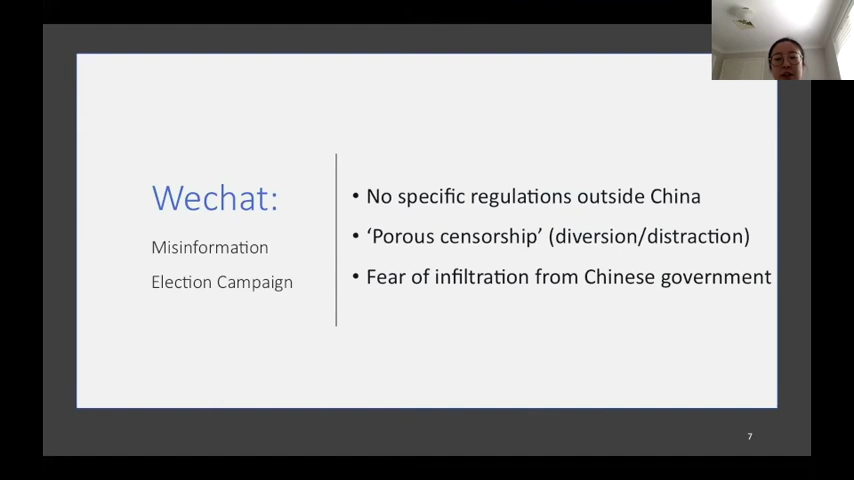 Wechat:
Misinformation
Election Campaign
• No specific regulations outside China
• ‘Porous censorship’ (diversion/distraction)
• Fear of infiltration from Chinese government
7